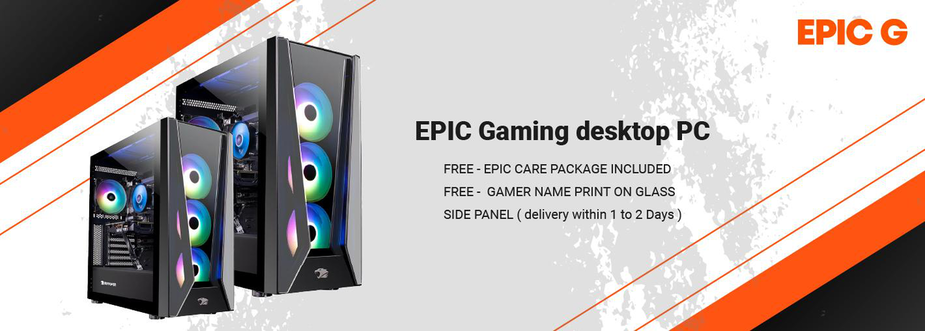 EPIC G
EPIC Gaming desktop PC
FREE - EPIC CARE PACKAGE INCLUDED
FREE -  GAMER NAME PRINT ON GLASS
SIDE PANEL ( delivery within 1 to 2 Days )